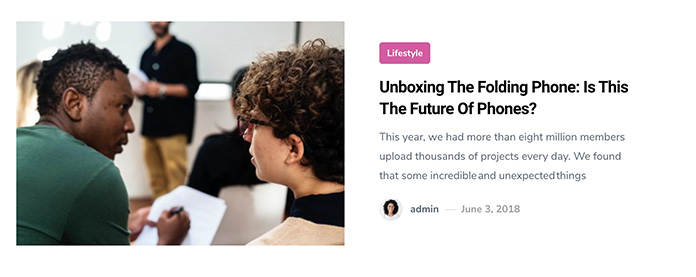 Lifestyle
Unboxing The Folding Phone: Is This
The Future Of Phones?
This year, we had more than eight million members
upload thousands of projects every day. We found
that some incredible and unexpected things
admin — June 3, 2018